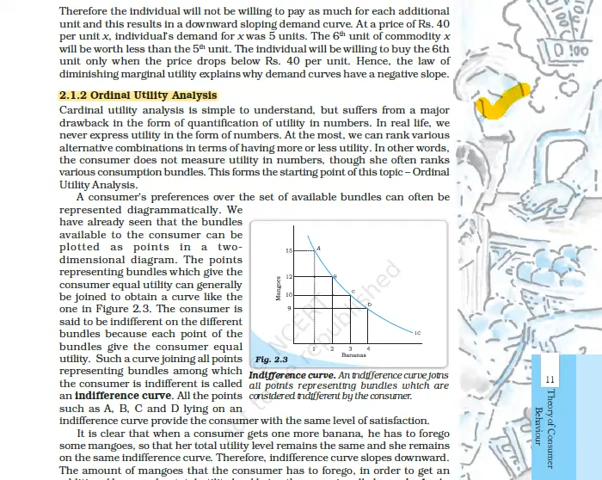 Therefore the individual will not be willing to pay as much for each additional
unit and this results in a downward sloping demand curve. At a price of Rs. 40
per unit x, individual's demand for x was 5 units. The 6th unit of commodity x
will be worth less than the 5th unit. The individual will be willing to buy the 6th
unit only when the price drops below Rs. 40 per unit. Hence, the law of
diminishing marginal utility explains why demand curves have a negative slope.
2.1.2 Ordinal Utility Analysis
Cardinal utility analysis is simple to understand, but suffers from a major
drawback in the form of quantification of utility in numbers. In real life, we
never express utility in the form of numbers. At the most, we can rank various
alternative combinations in terms of having more or less utility. In other words,
the consumer does not measure utility in numbers, though she often ranks
various consumption bundles. This forms the starting point of this topic – Ordinal
Utility Analysis.
A consumer's preferences over the set of available bundles can often be
represented diagrammatically. We
have already seen that the bundles
available to the consumer can be
plotted as points in a two-
dimensional diagram. The points
representing bundles which give the
consumer equal utility can generally
be joined to obtain a curve like the
one in Figure 2.3. The consumer is
said to be indifferent on the different
bundles because each point of the
bundles give the consumer equal
utility. Such a curve joining all points
representing bundles among which
the consumer is indifferent is called
an indifference curve. All the points
such as A, B, C and D lying on an
indifference curve provide the consumer with the same level of satisfaction.
It is clear that when a consumer gets one more banana, he has to forego
some mangoes, so that her total utility level remains the same and she remains
on the same indifference curve. Therefore, indifference curve slopes downward.
The amount of mangoes that the consumer has to forego, in order to get an
Mangoes
15
12
10
9
A
B
C
D
IC
1 2 3 4
Bananas
Fig. 2.3
Indifference curve. An indifference curve joins
all points representing bundles which are
considered indifferent by the consumer.
11
Theory of Consumer
Behaviour